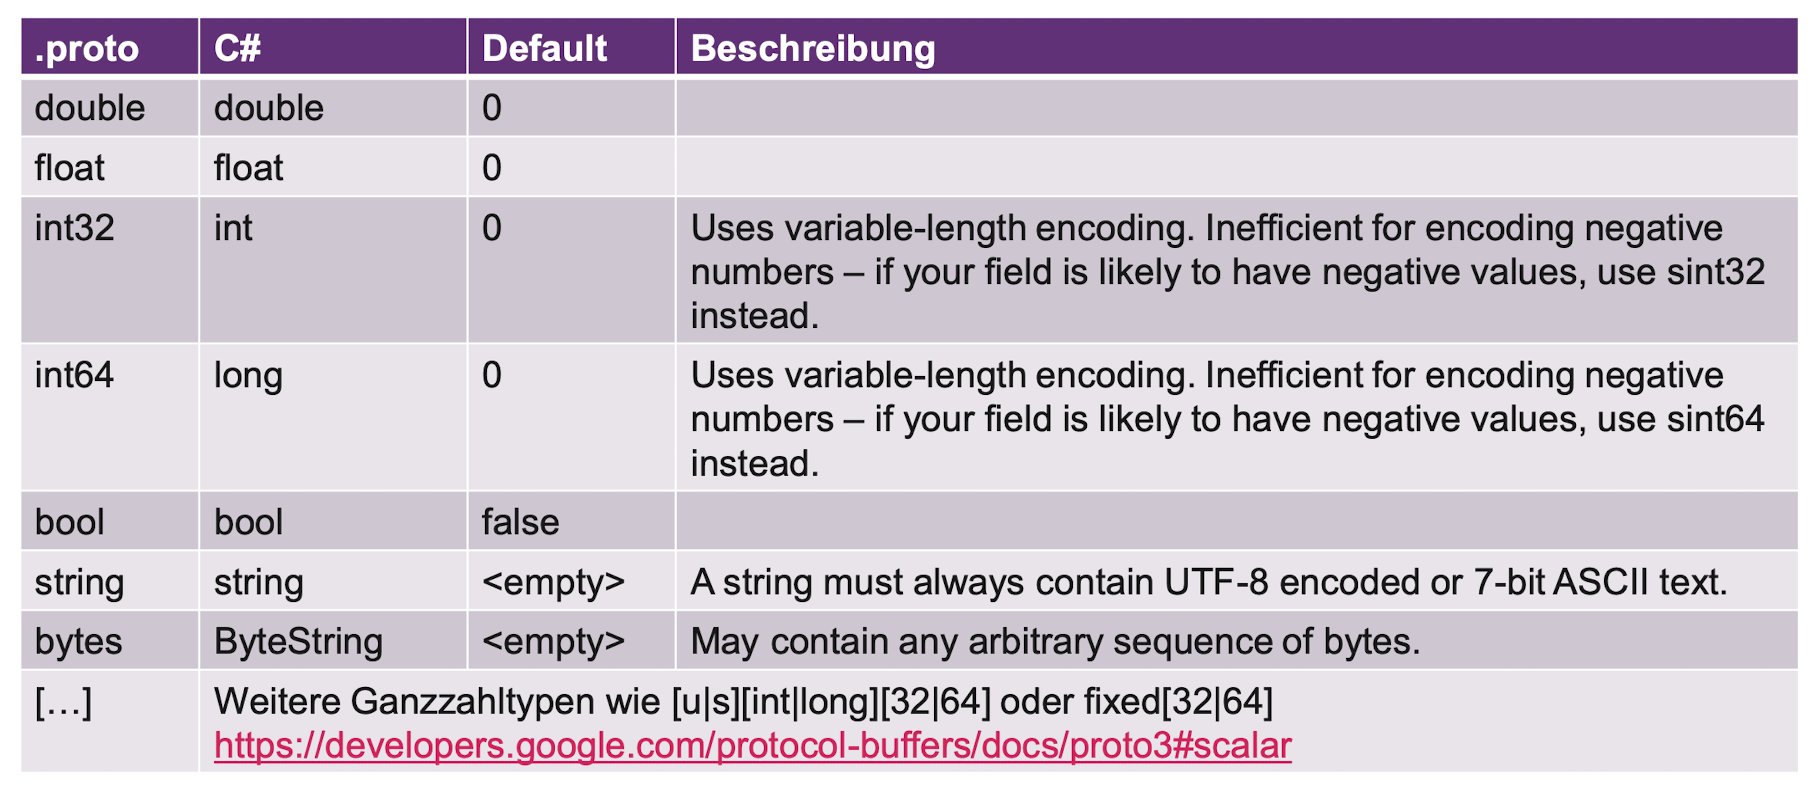 .proto C# Default Beschreibung
double double 0
float float 0
int32 int 0 Uses variable-length encoding. Inefficient for encoding negative
numbers – if your field is likely to have negative values, use sint32
instead.
int64 long 0 Uses variable-length encoding. Inefficient for encoding negative
numbers – if your field is likely to have negative values, use sint64
instead.
bool bool false
string string <empty> A string must always contain UTF-8 encoded or 7-bit ASCII text.
bytes ByteString <empty> May contain any arbitrary sequence of bytes.
[…] Weitere Ganzzahltypen wie [u|s][int|long][32|64] oder fixed[32|64]
https://developers.google.com/protocol-buffers/docs/proto3#scalar